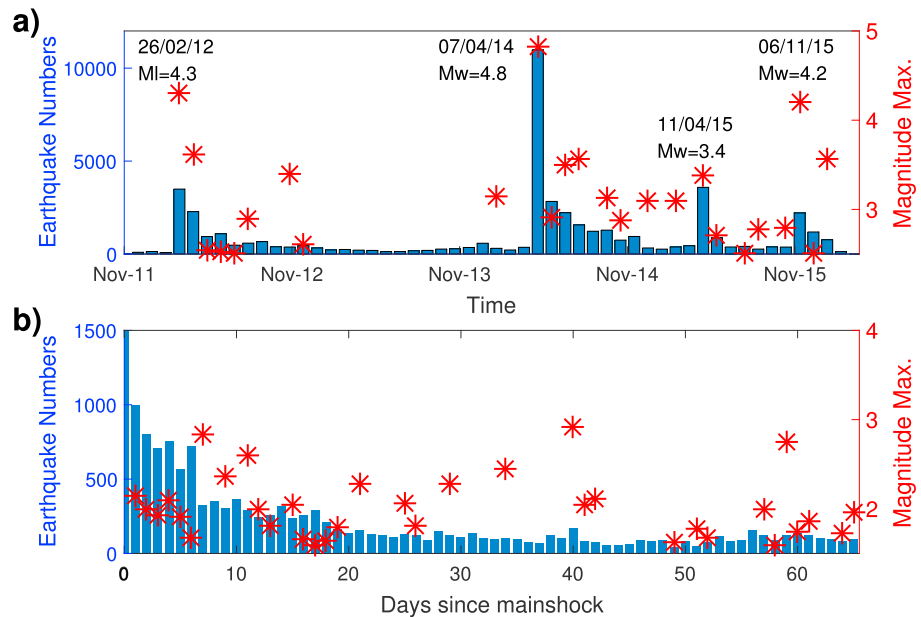 a)
Earthquake Numbers
10000
5000
0
26/02/12
Ml=4.3
07/04/14
Mw=4.8
11/04/15
Mw=3.4
06/11/15
Mw=4.2
5
4
3
2
Magnitude Max.
Nov-11
Nov-12
Nov-13
Nov-14
Nov-15
Time
b)
Earthquake Numbers
1500
1000
500
0
4
3
2
Magnitude Max.
0
10
20
30
40
50
60
Days since mainshock